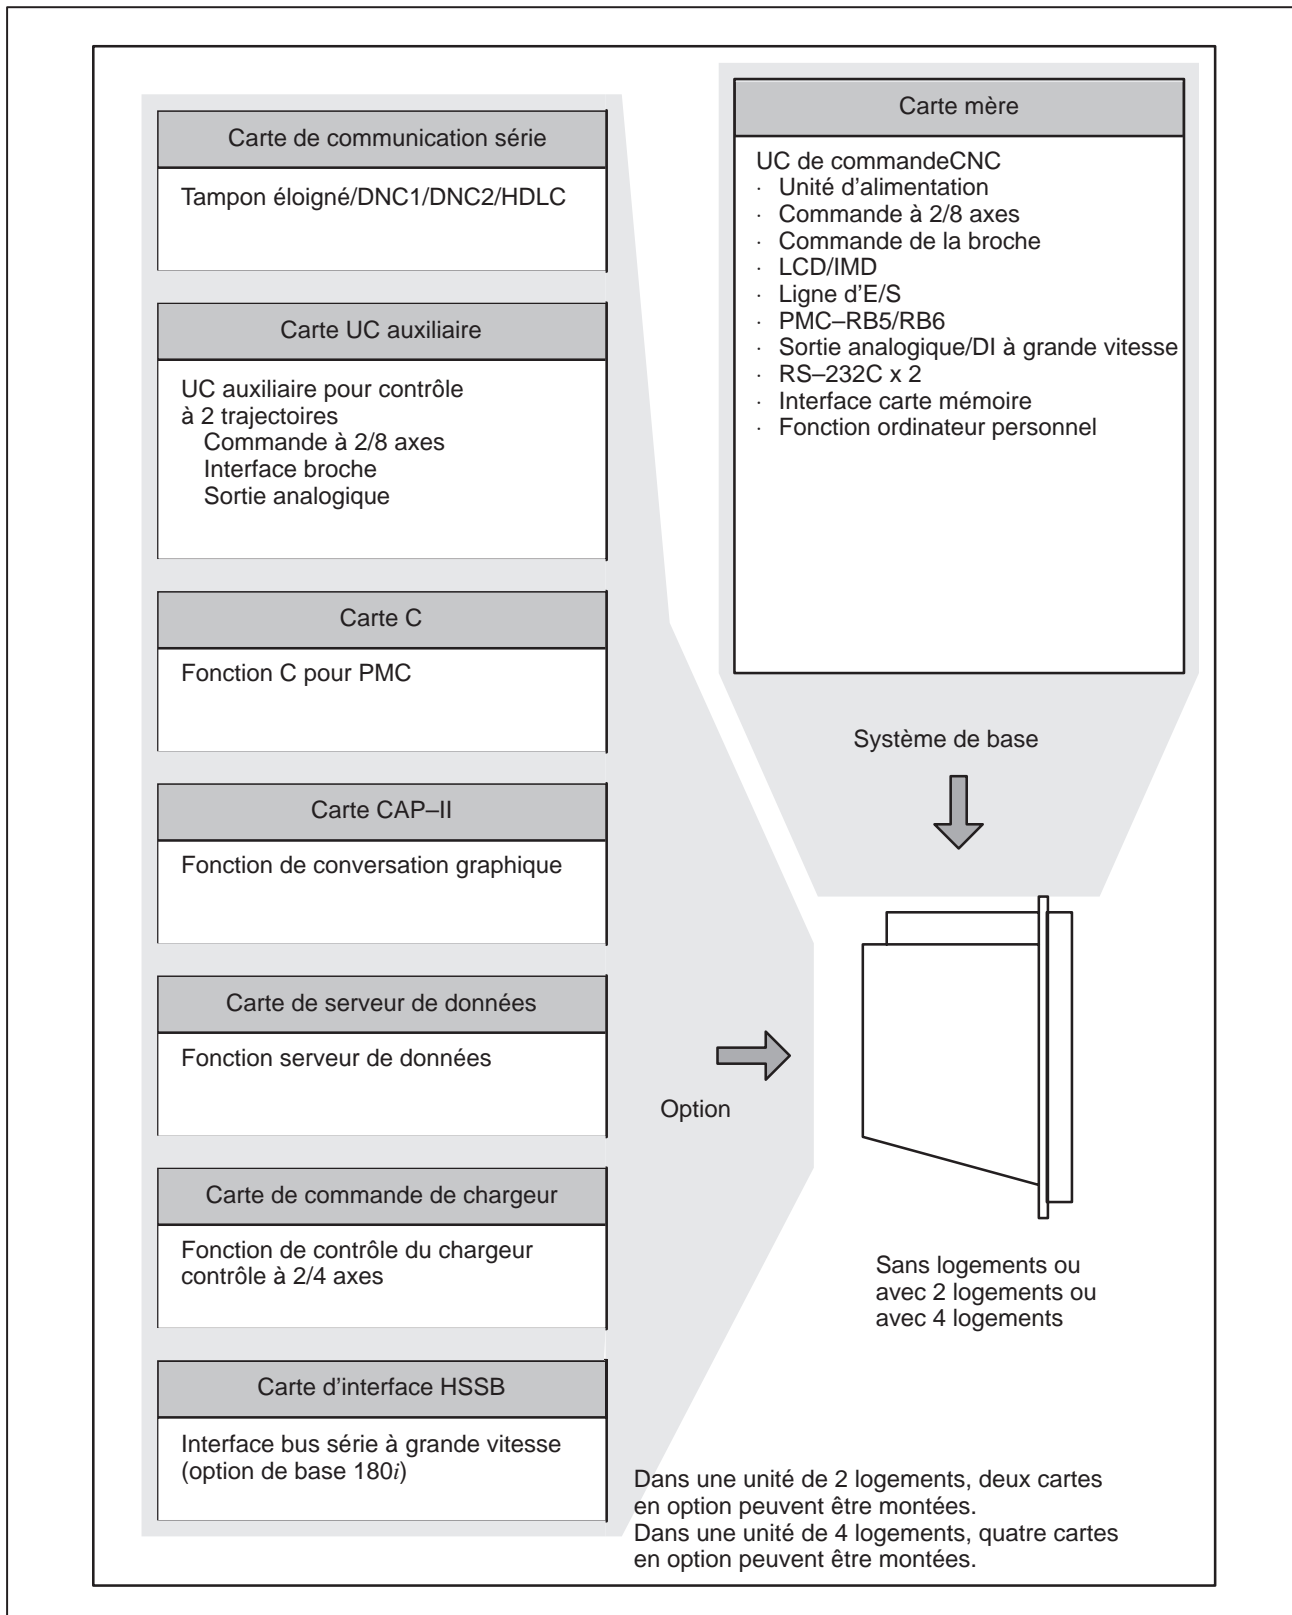 Carte de communication série
Tampon éloigné/DNC1/DNC2/HDLC
Carte UC auxiliaire
UC auxiliaire pour contrôle
à 2 trajectoires
Commande à 2/8 axes
Interface broche
Sortie analogique
Carte C
Fonction C pour PMC
Carte CAP–II
Fonction de conversation graphique
Carte de serveur de données
Fonction serveur de données
Carte de commande de chargeur
Fonction de contrôle du chargeur
contrôle à 2/4 axes
Carte d’interface HSSB
Interface bus série à grande vitesse
(option de base 180i)
Carte mère
UC de commandeCNC
· Unité d’alimentation
· Commande à 2/8 axes
· Commande de la broche
· LCD/IMD
· Ligne d’E/S
· PMC–RB5/RB6
· Sortie analogique/DI à grande vitesse
· RS–232C x 2
· Interface carte mémoire
· Fonction ordinateur personnel
Système de base
Option
Sans logements ou
avec 2 logements ou
avec 4 logements
Dans une unité de 2 logements, deux cartes
en option peuvent être montées.
Dans une unité de 4 logements, quatre cartes
en option peuvent être montées.